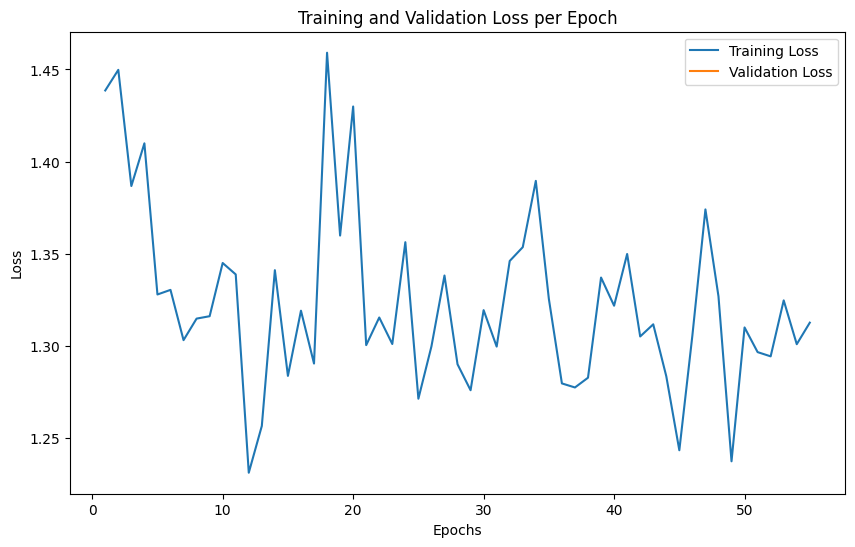 Training and Validation Loss per Epoch
Training Loss
Validation Loss
1.45
1.40
1.35
1.30
1.25
Loss
0
10
20
30
40
50
Epochs